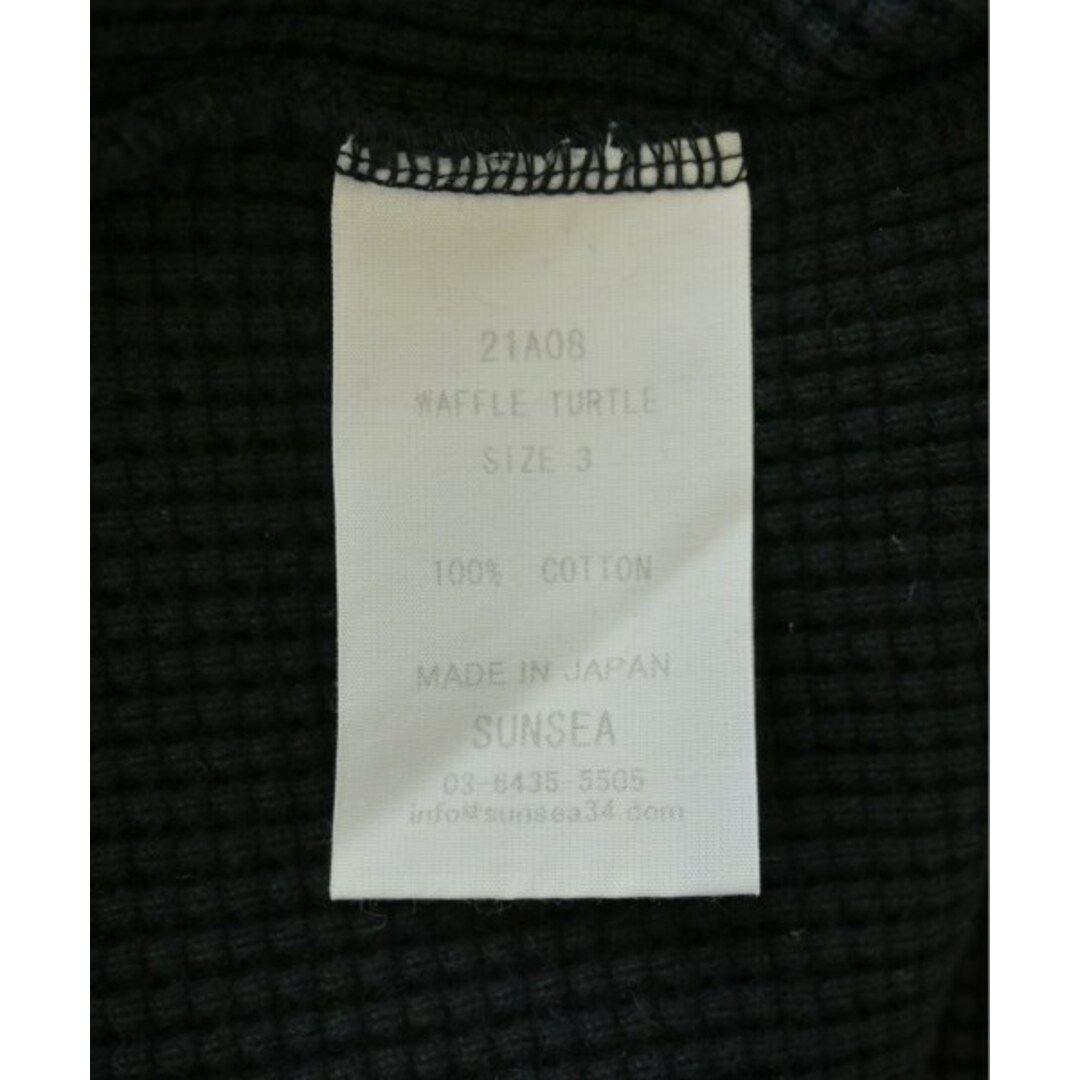 21A08
WAFFLE TURTLE
SIZE 3
100% COTTON
MADE IN JAPAN
SUNSEA
03-6435-5505
info@sunsea34.com